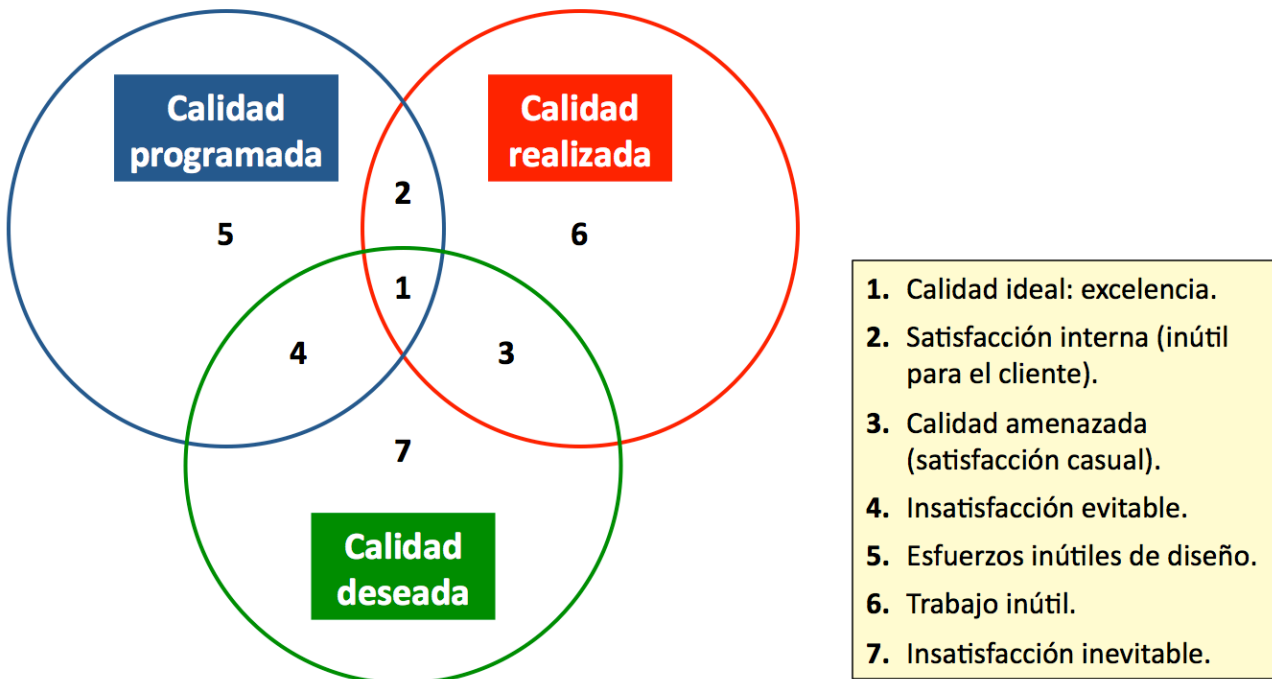 Calidad
programada
Calidad
realizada
2
5
6
1
4
3
7
Calidad
deseada
1. Calidad ideal: excelencia.
2. Satisfacción interna (inútil
para el cliente).
3. Calidad amenazada
(satisfacción casual).
4. Insatisfacción evitable.
5. Esfuerzos inútiles de diseño.
6. Trabajo inútil.
7. Insatisfacción inevitable.